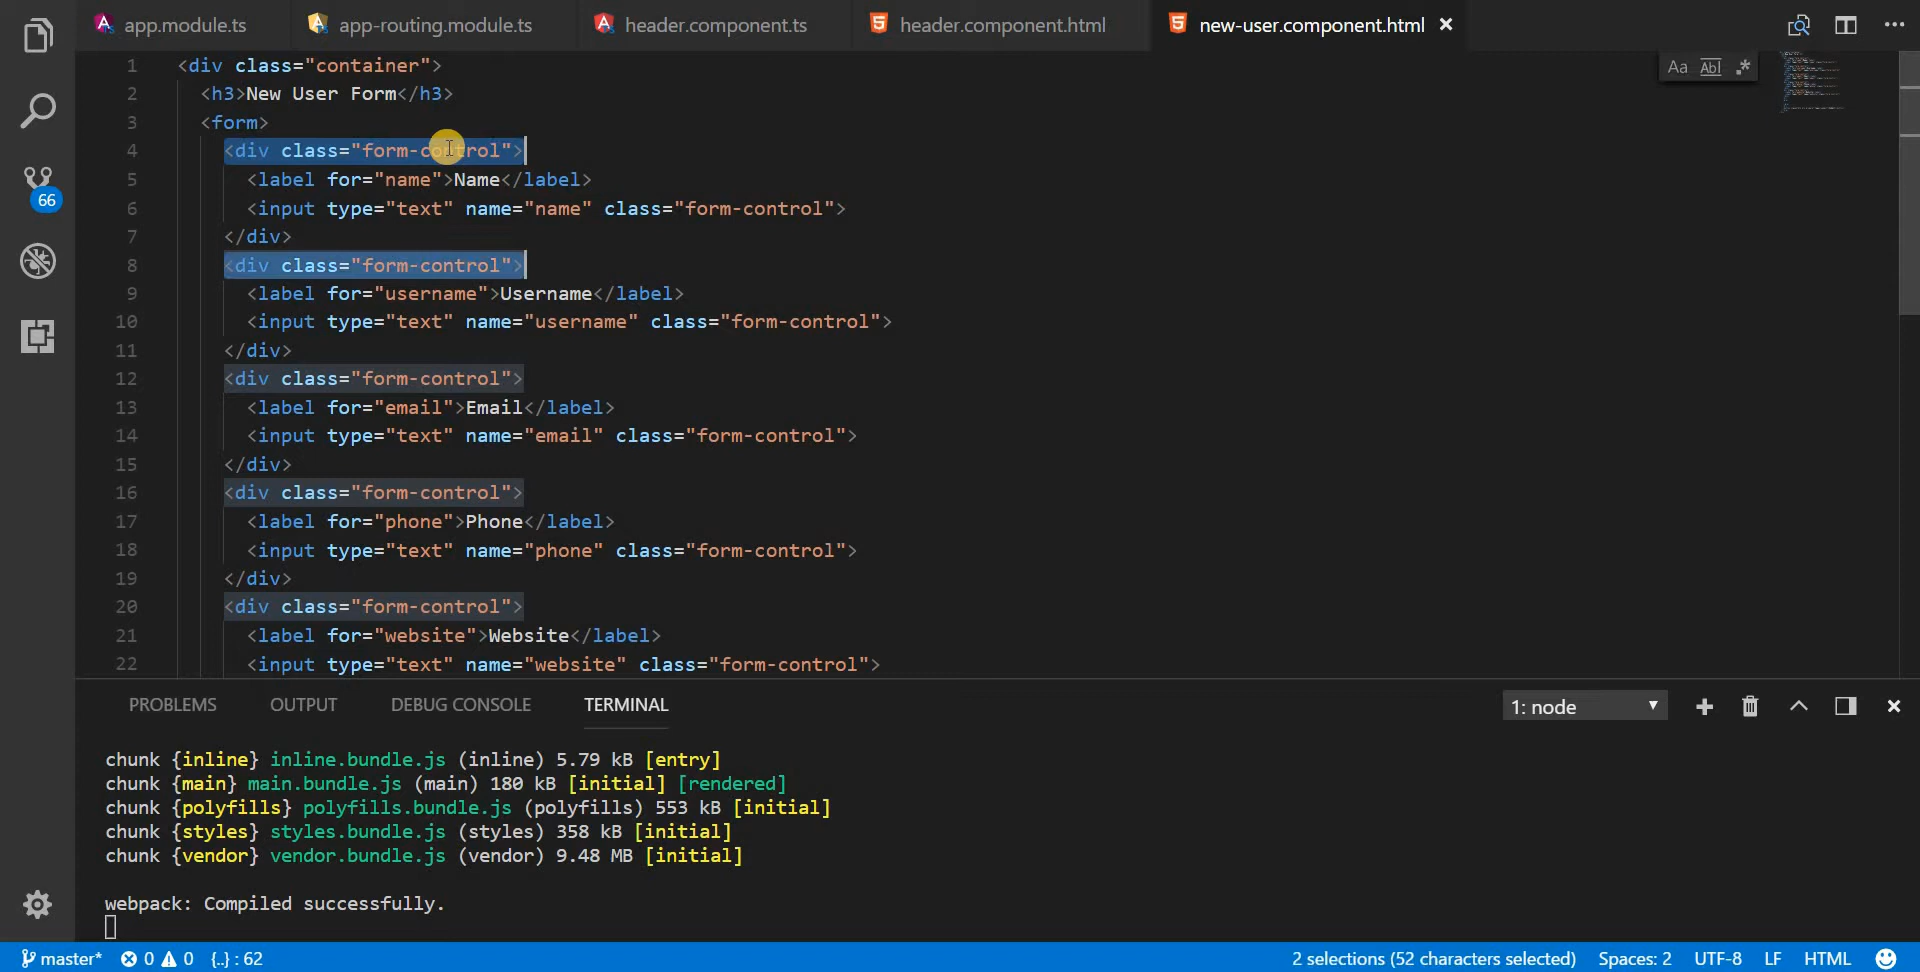 app.module.ts
app-routing.module.ts
header.component.ts
header.component.html
new-user.component.html
Aa Abl .*
1 <div class="container">
2 <h3>New User Form</h3>
3 <form>
4 <div class="form-control">
5 <label for="name">Name</label>
6 <input type="text" name="name" class="form-control">
7 </div>
8 <div class="form-control">
9 <label for="username">Username</label>
10 <input type="text" name="username" class="form-control">
11 </div>
12 <div class="form-control">
13 <label for="email">Email</label>
14 <input type="text" name="email" class="form-control">
15 </div>
16 <div class="form-control">
17 <label for="phone">Phone</label>
18 <input type="text" name="phone" class="form-control">
19 </div>
20 <div class="form-control">
21 <label for="website">Website</label>
22 <input type="text" name="website" class="form-control">
66
PROBLEMS OUTPUT DEBUG CONSOLE TERMINAL
1: node
chunk {inline} inline.bundle.js (inline) 5.79 kB [entry]
chunk {main} main.bundle.js (main) 180 kB [initial] [rendered]
chunk {polyfills} polyfills.bundle.js (polyfills) 553 kB [initial]
chunk {styles} styles.bundle.js (styles) 358 kB [initial]
chunk {vendor} vendor.bundle.js (vendor) 9.48 MB [initial]
webpack: Compiled successfully.
master* 0 0 {..} : 62
2 selections (52 characters selected) Spaces: 2 UTF-8 LF HTML